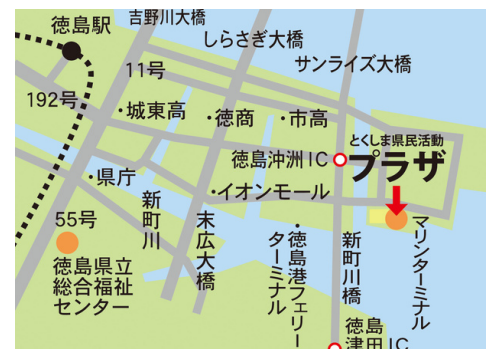 吉野川大橋
徳島駅
しらさぎ大橋
サンライズ大橋
11号
192号
・城東高
・徳商
・市高
とくしま県民活動
プラザ
徳島沖洲IC
・県庁
・イオンモール
新町川
末広大橋
・徳島港フェリー
ターミナル
新町川橋
マリンターミナル
55号
徳島県立
総合福祉
センター
徳島
津田IC